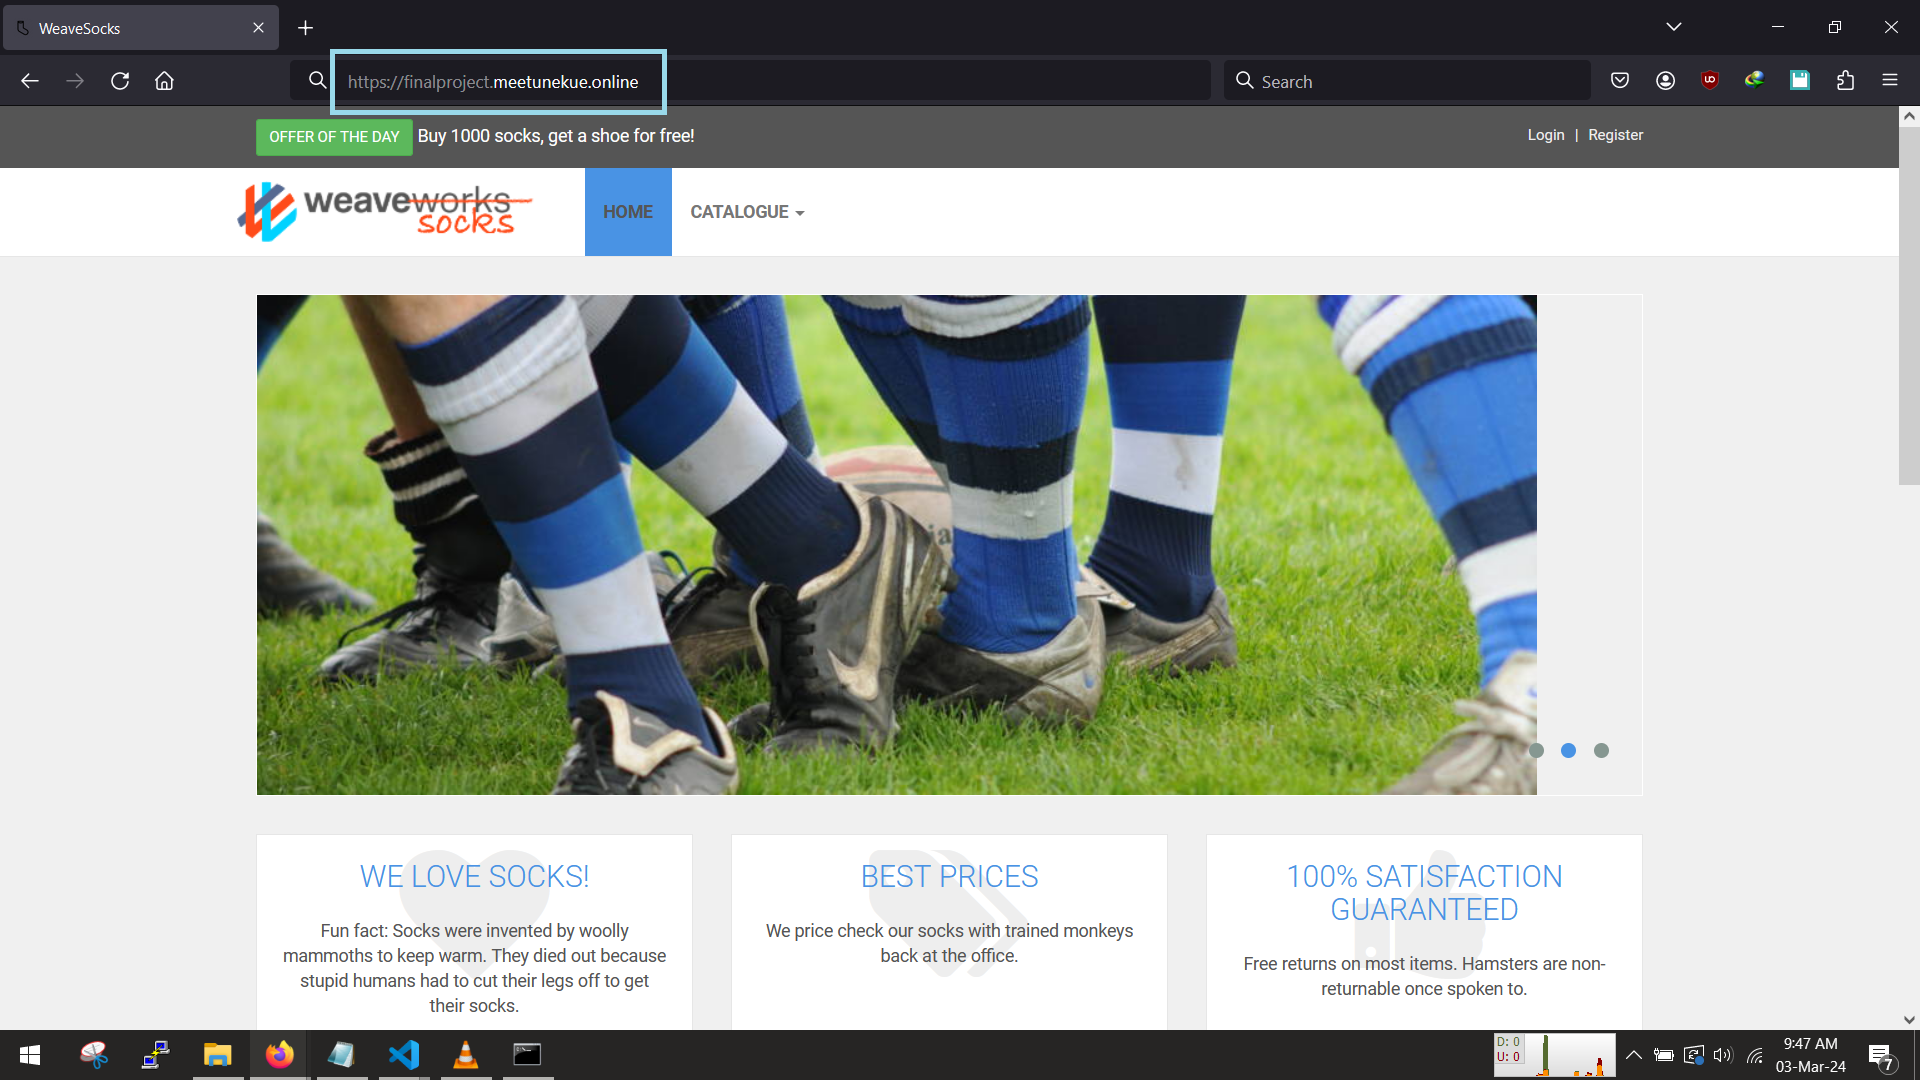 WeaveSocks
https://finalproject.meetunekue.online
Search
OFFER OF THE DAY Buy 1000 socks, get a shoe for free!
Login | Register
weaveworks
socks
HOME
CATALOGUE
WE LOVE SOCKS!
Fun fact: Socks were invented by woolly
mammoths to keep warm. They died out because
stupid humans had to cut their legs off to get
their socks.
BEST PRICES
We price check our socks with trained monkeys
back at the office.
100% SATISFACTION
GUARANTEED
Free returns on most items. Hamsters are non-
returnable once spoken to.
D: 0
U: 0
9:47 AM
03-Mar-24
7